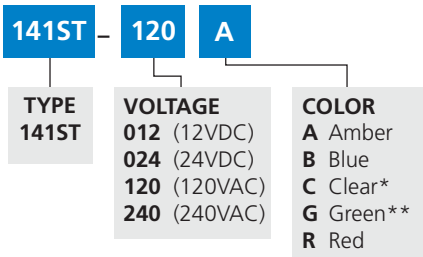 141ST – 120 A
TYPE
141ST
VOLTAGE
012 (12VDC)
024 (24VDC)
120 (120VAC)
240 (240VAC)
COLOR
A Amber
B Blue
C Clear*
G Green**
R Red